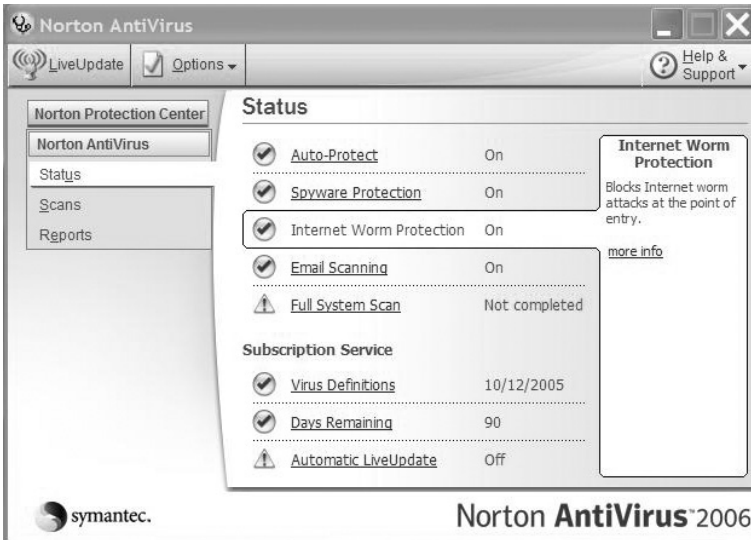 Norton AntiVirus
LiveUpdate Options Help & Support
Norton Protection Center
Norton AntiVirus
Status
Scans
Reports
Status
Auto-Protect On
Spyware Protection On
Internet Worm Protection On
Email Scanning On
Full System Scan Not completed
Subscription Service
Virus Definitions 10/12/2005
Days Remaining 90
Automatic LiveUpdate Off
Internet Worm
Protection
Blocks Internet worm
attacks at the point of
entry.
more info
symantec.
Norton AntiVirus™ 2006